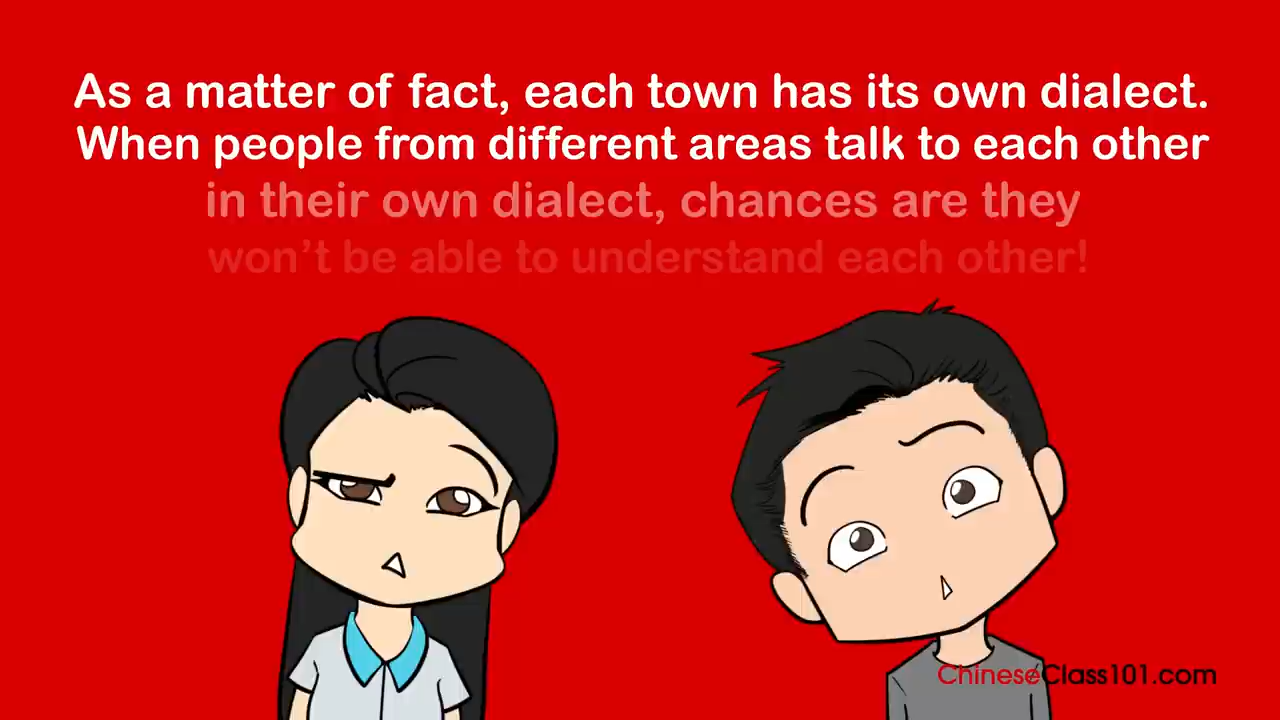 As a matter of fact, each town has its own dialect.
When people from different areas talk to each other
in their own dialect, chances are they
won't be able to understand each other!
ChineseClass101.com